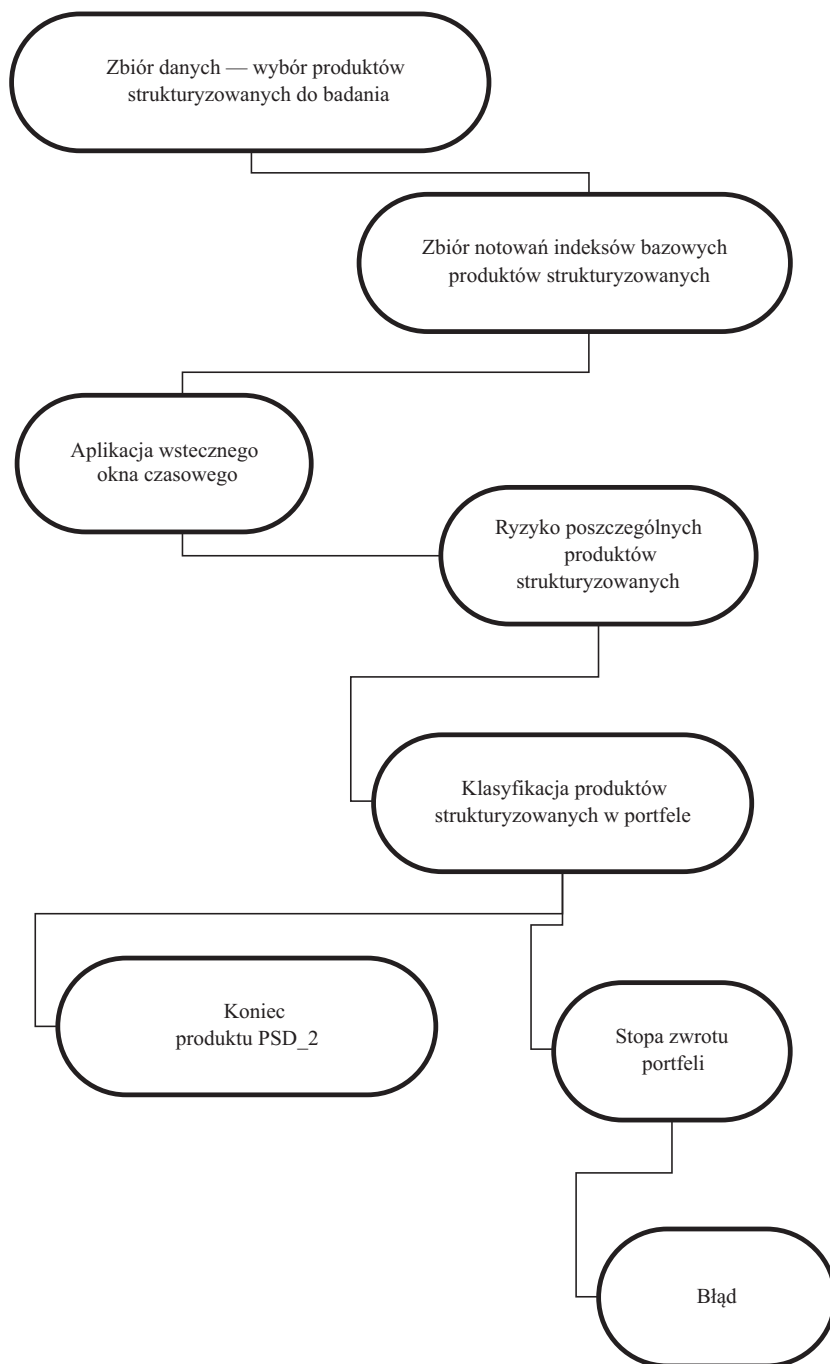 Zbiór danych — wybór produktów
strukturyzowanych do badania
Zbiór notowań indeksów bazowych
produktów strukturyzowanych
Aplikacja wstecznego
okna czasowego
Ryzyko poszczególnych
produktów
strukturyzowanych
Klasyfikacja produktów
strukturyzowanych w portfele
Koniec
produktu PSD_2
Stopa zwrotu
portfeli
Błąd